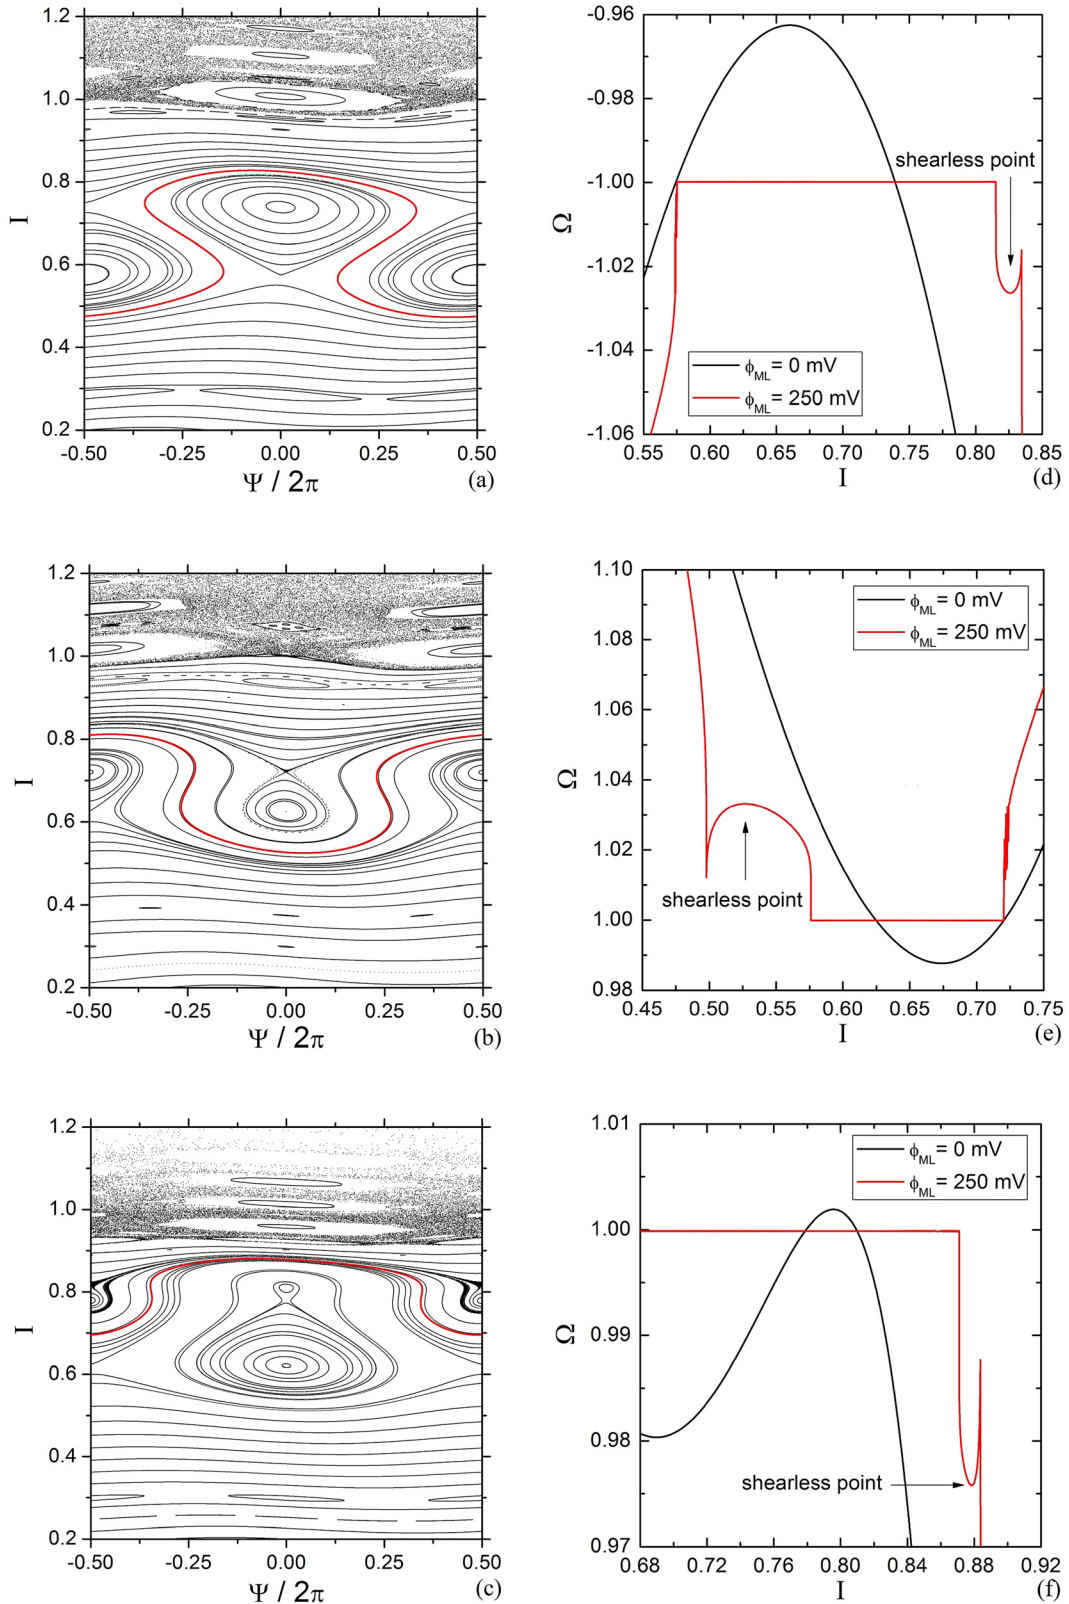 1.2
1.0
0.8
0.6
0.4
0.2
I
-0.50 -0.25 0.00 0.25 0.50
Ψ / 2π
(a)
-0.96
-0.98
-1.00
-1.02
-1.04
-1.06
Ω
shearless point
ϕML= 0 mV
ϕML= 250 mV
0.55 0.60 0.65 0.70 0.75 0.80 0.85
I
(d)
1.2
1.0
0.8
0.6
0.4
0.2
I
-0.50 -0.25 0.00 0.25 0.50
Ψ / 2π
(b)
1.10
1.08
1.06
1.04
1.02
1.00
0.98
Ω
ϕML= 0 mV
ϕML= 250 mV
shearless point
0.45 0.50 0.55 0.60 0.65 0.70 0.75
I
(e)
1.2
1.0
0.8
0.6
0.4
0.2
I
-0.50 -0.25 0.00 0.25 0.50
Ψ / 2π
(c)
1.01
1.00
0.99
0.98
0.97
Ω
ϕML= 0 mV
ϕML= 250 mV
shearless point
0.68 0.72 0.76 0.80 0.84 0.88 0.92
I
(f)